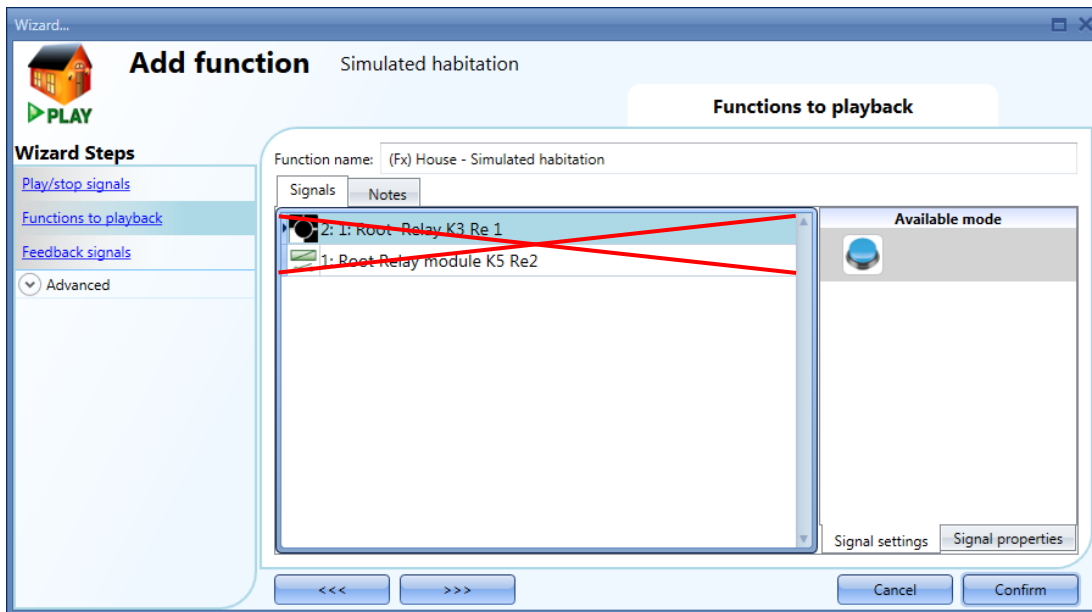 Wizard...
Add function Simulated habitation
PLAY
Functions to playback
Wizard Steps
Play/stop signals
Functions to playback
Feedback signals
Advanced
Function name: (Fx) House - Simulated habitation
Signals Notes
2: 1: Root Relay K3 Re 1
1: Root Relay module K5 Re2
Available mode
Signal settings Signal properties
<<< >>> Cancel Confirm